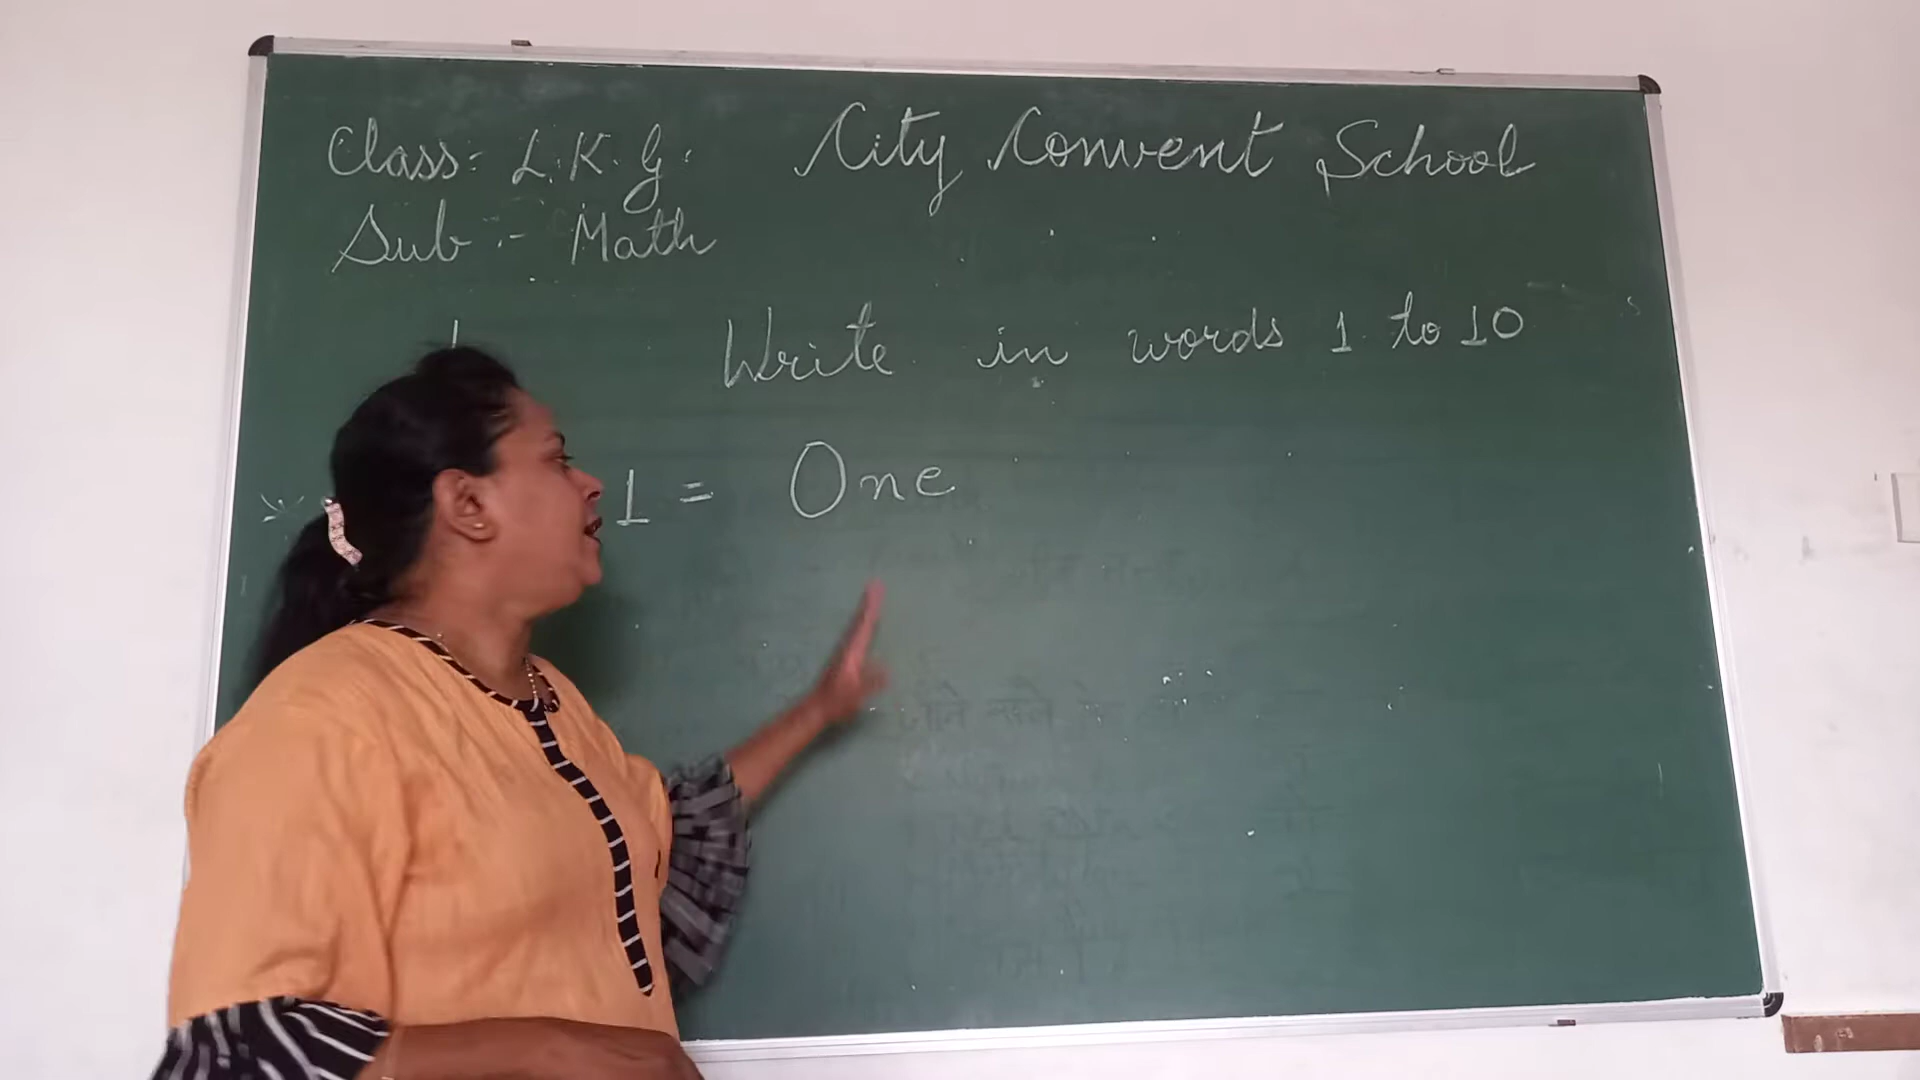 Class:- L.K.G. City Convent School
Sub :- Math
Write in words 1 to 10
1 = One